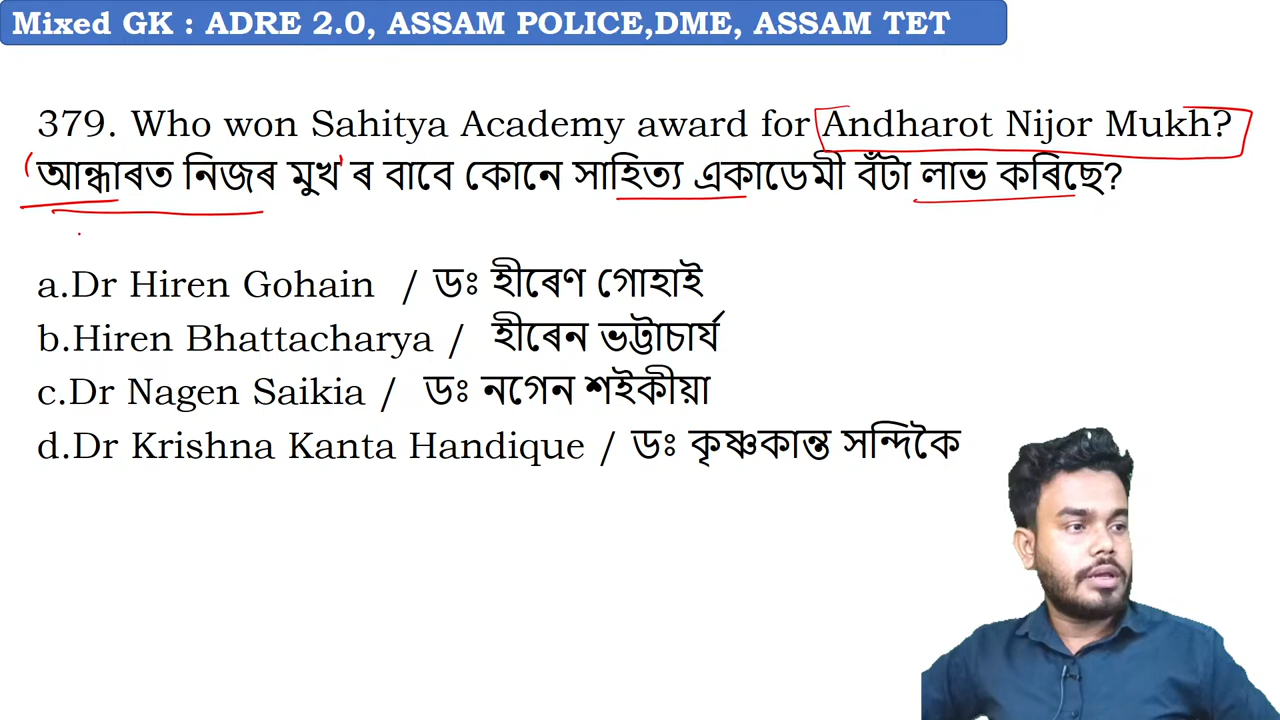 Mixed GK : ADRE 2.0, ASSAM POLICE,DME, ASSAM TET
379. Who won Sahitya Academy award for Andharot Nijor Mukh?
আন্ধাৰত নিজৰ মুখ'ৰ বাবে কোনে সাহিত্য একাডেমী বঁটা লাভ কৰিছে?
a.Dr Hiren Gohain / ডঃ হীৰেণ গোহাই
b.Hiren Bhattacharya / হীৰেন ভট্টাচাৰ্য
c.Dr Nagen Saikia / ডঃ নগেন শইকীয়া
d.Dr Krishna Kanta Handique / ডঃ কৃষ্ণকান্ত সন্দিকৈ